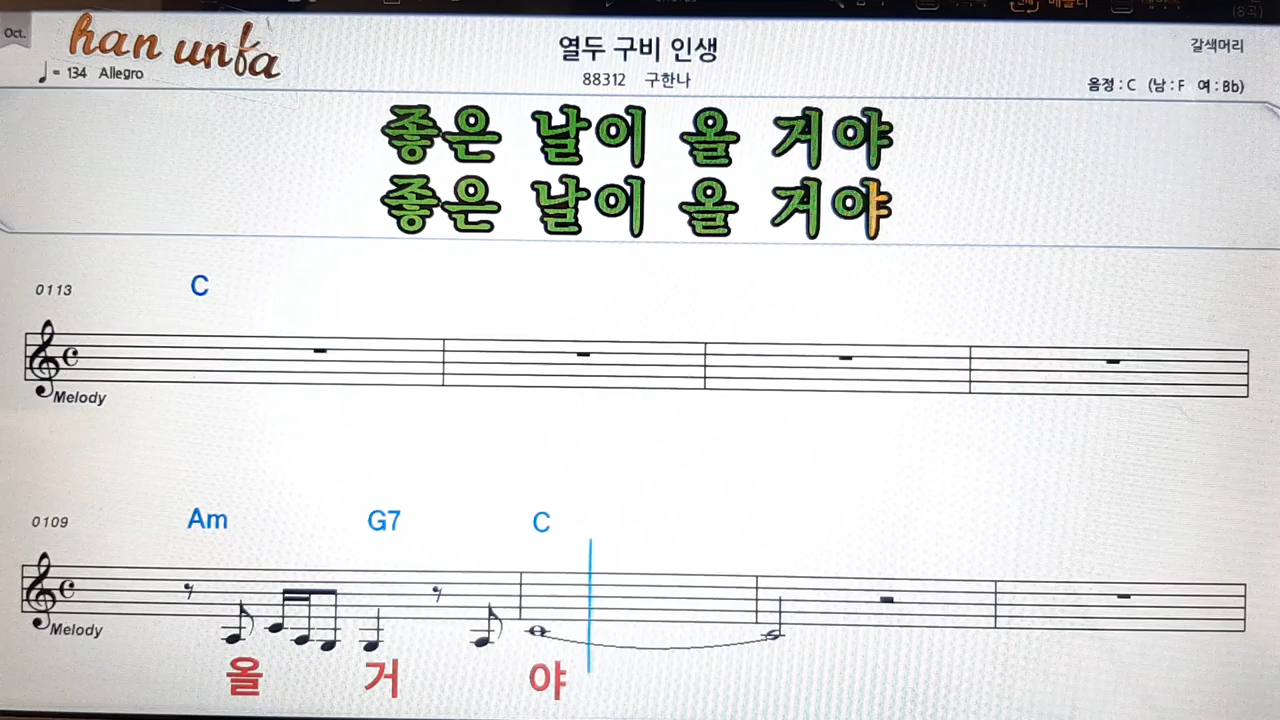 Oct.
han unfa
열두 구비 인생
갈색머리
♩= 134 Allegro
88312 구한나
음정 : C (남 : F 여 : Bb)
좋은 날이 올 거야
좋은 날이 올 거야
0113
C
Melody
0109
Am G7 C
Melody
올 거 야